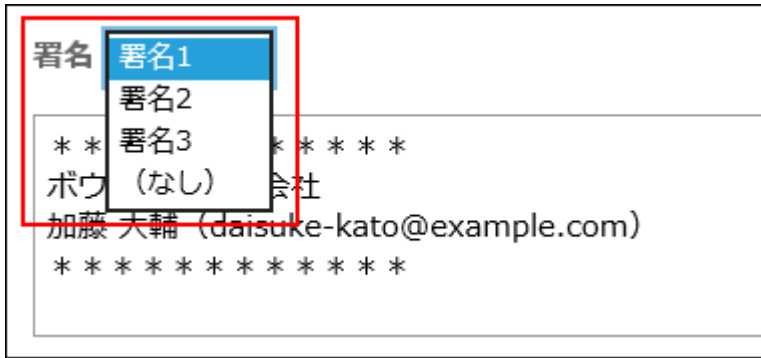 署名 署名1
署名2
署名3
（なし）
* * * * * *
ボウ 会社
加藤 大輔（daisuke-kato@example.com）
* * * * * * * * * * * *